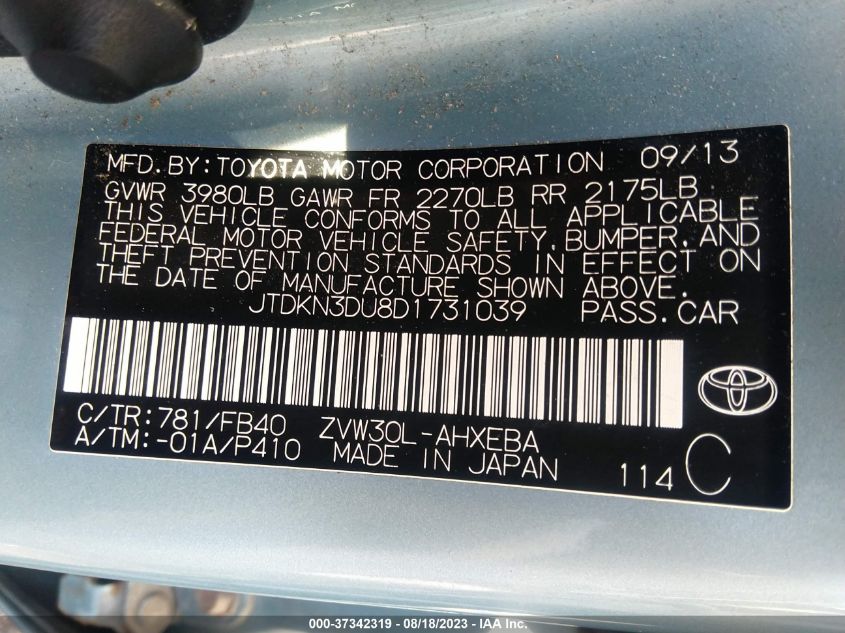 MFD. BY: TOYOTA MOTOR CORPORATION 09/13
GVWR 3980LB GAWR FR 2270LB RR 2175LB
THIS VEHICLE CONFORMS TO ALL APPLICABLE
FEDERAL MOTOR VEHICLE SAFETY, BUMPER, AND
THEFT PREVENTION STANDARDS IN EFFECT ON
THE DATE OF MANUFACTURE SHOWN ABOVE.
JTDKN3DU8D1731039 PASS. CAR
C/TR: 781/FB40 ZVW30L-AHXEBA
A/TM: -01A/P410 MADE IN JAPAN 114 C
000-37342319 - 08/18/2023 - IAA Inc.